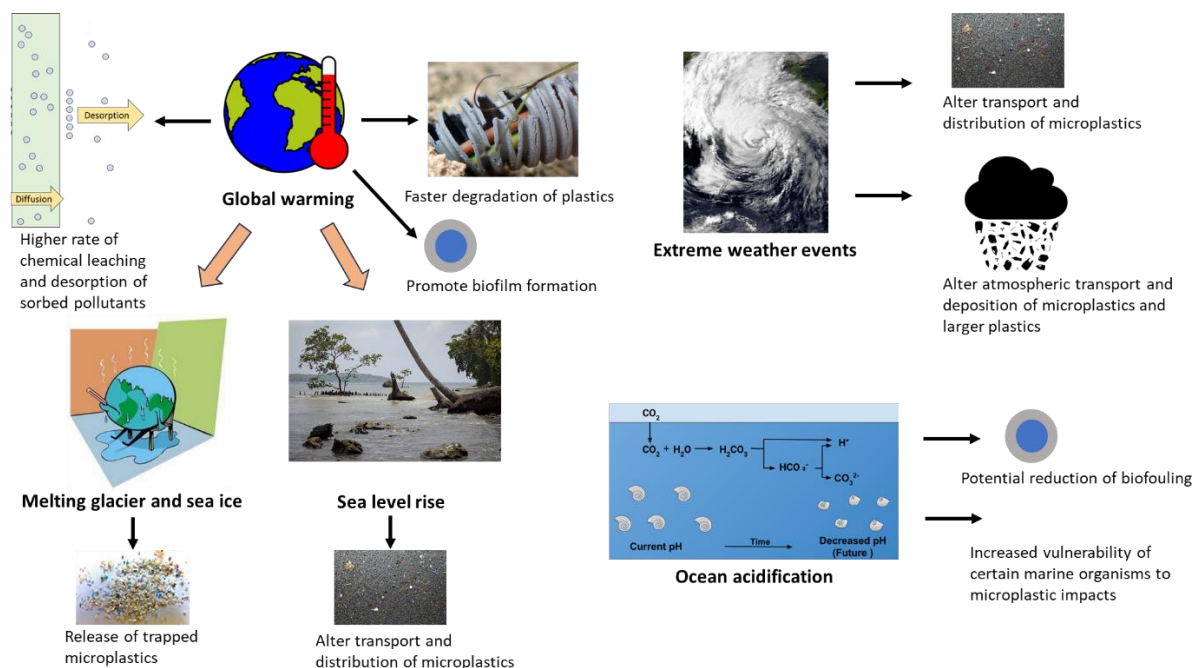 Desorption
Diffusion
Higher rate of
chemical leaching
and desorption of
sorbed pollutants
Global warming
Faster degradation of plastics
Promote biofilm formation
Melting glacier and sea ice
Release of trapped
microplastics
Sea level rise
Alter transport and
distribution of microplastics
Extreme weather events
Alter transport and
distribution of microplastics
Alter atmospheric transport and
deposition of microplastics and
larger plastics
CO₂
CO₂ + H₂O → H₂CO₃
H⁺
HCO₃⁻
CO₃²⁻
Current pH
Time
Decreased pH
(Future )
Ocean acidification
Potential reduction of biofouling
Increased vulnerability of
certain marine organisms to
microplastic impacts